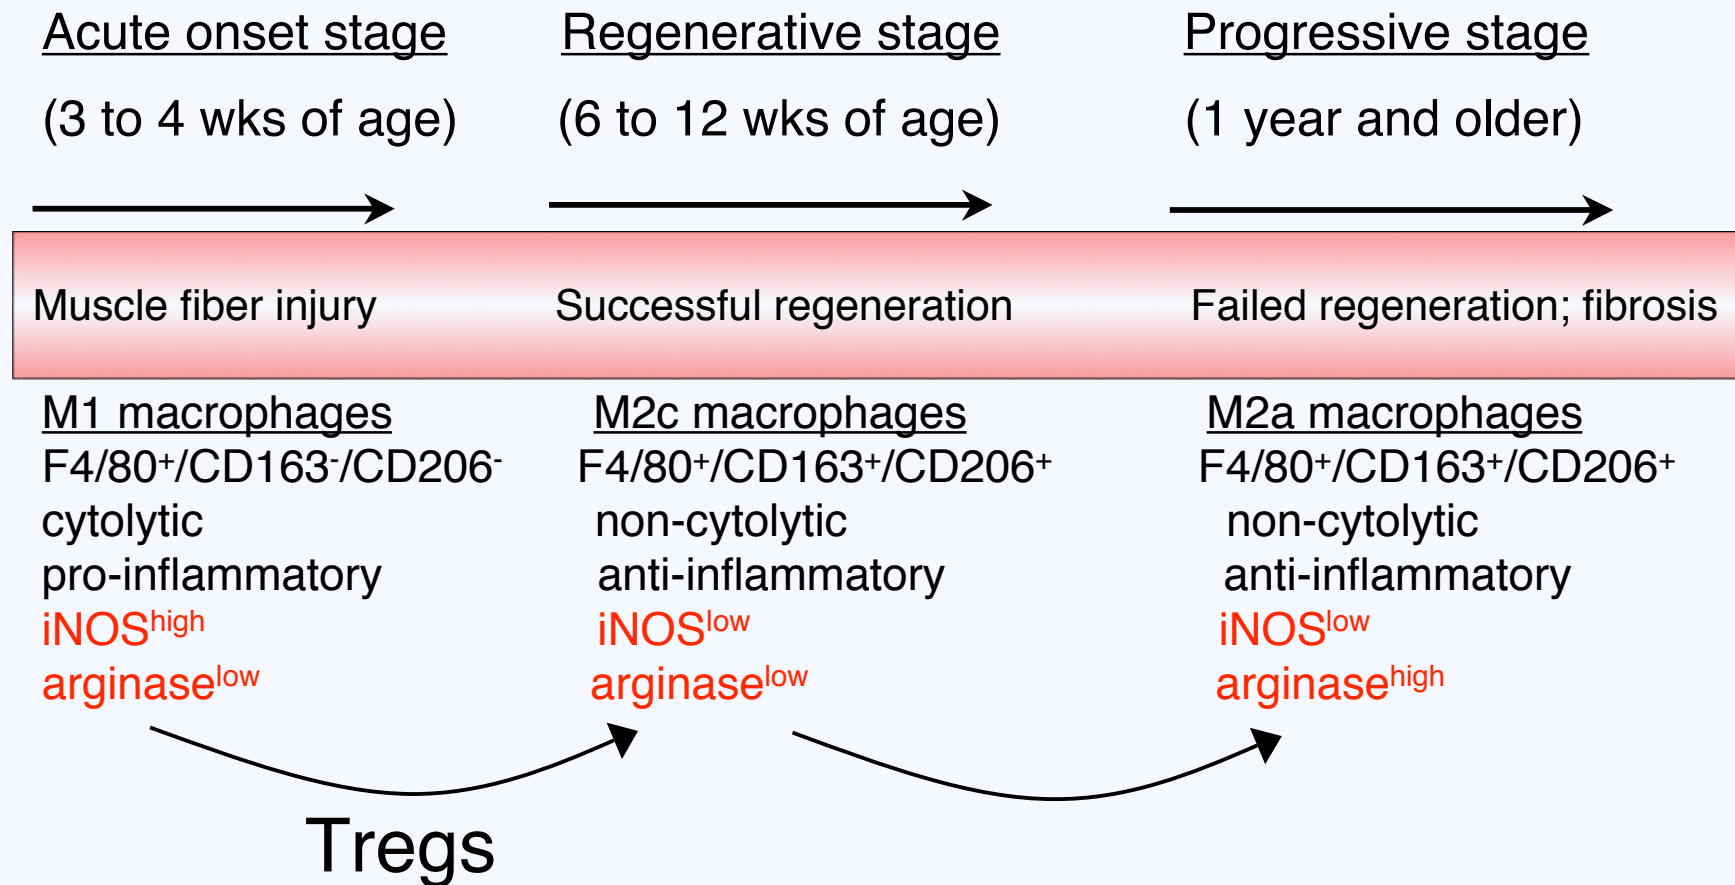 Acute onset stage
(3 to 4 wks of age)
Regenerative stage
(6 to 12 wks of age)
Progressive stage
(1 year and older)
Muscle fiber injury
Successful regeneration
Failed regeneration; fibrosis
M1 macrophages
F4/80⁺/CD163⁻/CD206⁻
cytolytic
pro-inflammatory
iNOSʰⁱᵍʰ
arginaseˡᵒʷ
M2c macrophages
F4/80⁺/CD163⁺/CD206⁺
non-cytolytic
anti-inflammatory
iNOSˡᵒʷ
arginaseˡᵒʷ
M2a macrophages
F4/80⁺/CD163⁺/CD206⁺
non-cytolytic
anti-inflammatory
iNOSˡᵒʷ
arginaseʰⁱᵍʰ
Tregs